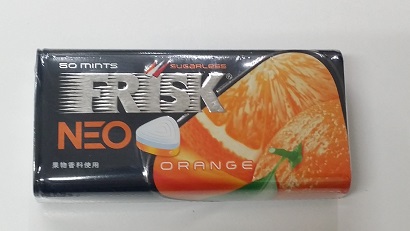 50 MINTS
SUGARLESS
FRISK®
NEO
ORANGE
果物香料使用